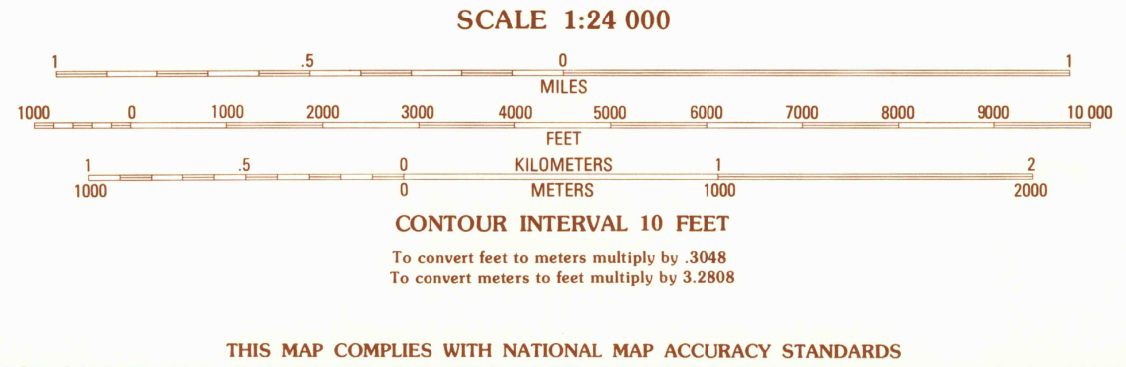 SCALE 1:24 000
1 .5 0 1
MILES
1000 0 1000 2000 3000 4000 5000 6000 7000 8000 9000 10 000
FEET
1 .5 0 KILOMETERS 1 2
1000 0 METERS 1000 2000
CONTOUR INTERVAL 10 FEET
To convert feet to meters multiply by .3048
To convert meters to feet multiply by 3.2808
THIS MAP COMPLIES WITH NATIONAL MAP ACCURACY STANDARDS